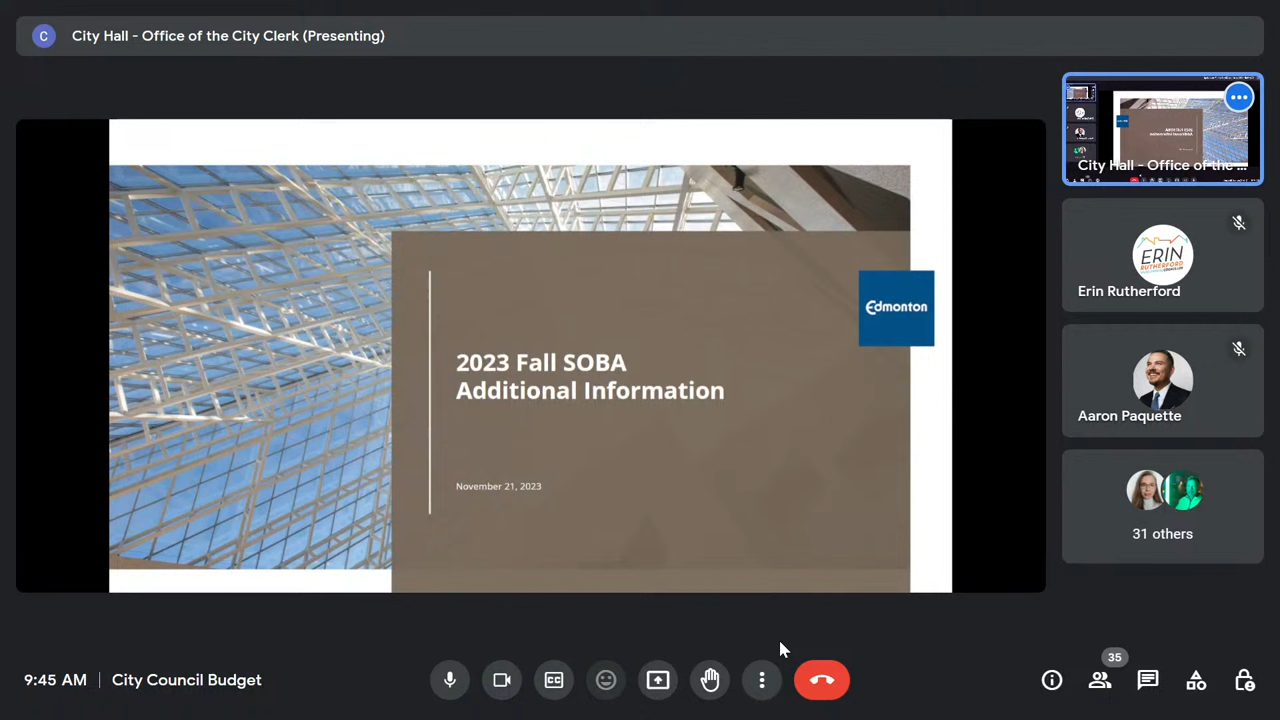 C
City Hall - Office of the City Clerk (Presenting)
Edmonton
2023 Fall SOBA
Additional Information
November 21, 2023
City Hall - Office of the ...
ERIN
RUTHERFORD
Erin Rutherford
Aaron Paquette
31 others
9:45 AM | City Council Budget
CC
35